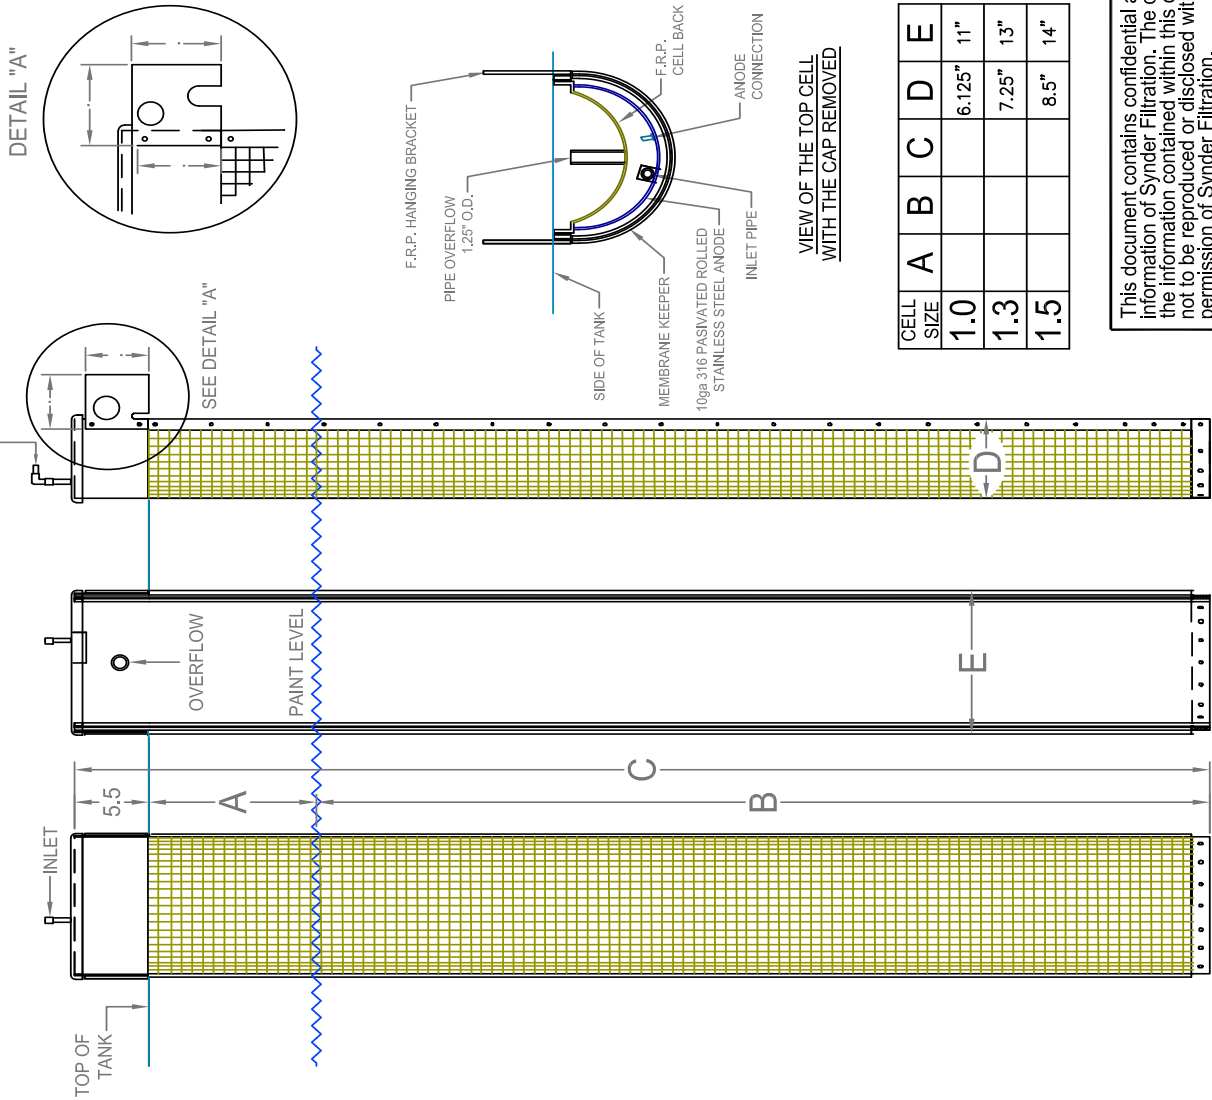 DETAIL "A"
SEE DETAIL "A"
F.R.P. HANGING BRACKET
PIPE OVERFLOW
1.25" O.D.
F.R.P.
CELL BACK
ANODE
CONNECTION
SIDE OF TANK
MEMBRANE KEEPER
10ga 316 PASIVATED ROLLED
STAINLESS STEEL ANODE
INLET PIPE
VIEW OF THE TOP CELL
WITH THE CAP REMOVED
CELL SIZE A B C D E
1.0 6.125" 11"
1.3 7.25" 13"
1.5 8.5" 14"
This document contains confidential
information of Synder Filtration. The
the information contained within this
not to be reproduced or disclosed
permission of Synder Filtration.
D
OVERFLOW
PAINT LEVEL
E
5.5
A
C
B
INLET
TOP OF
TANK